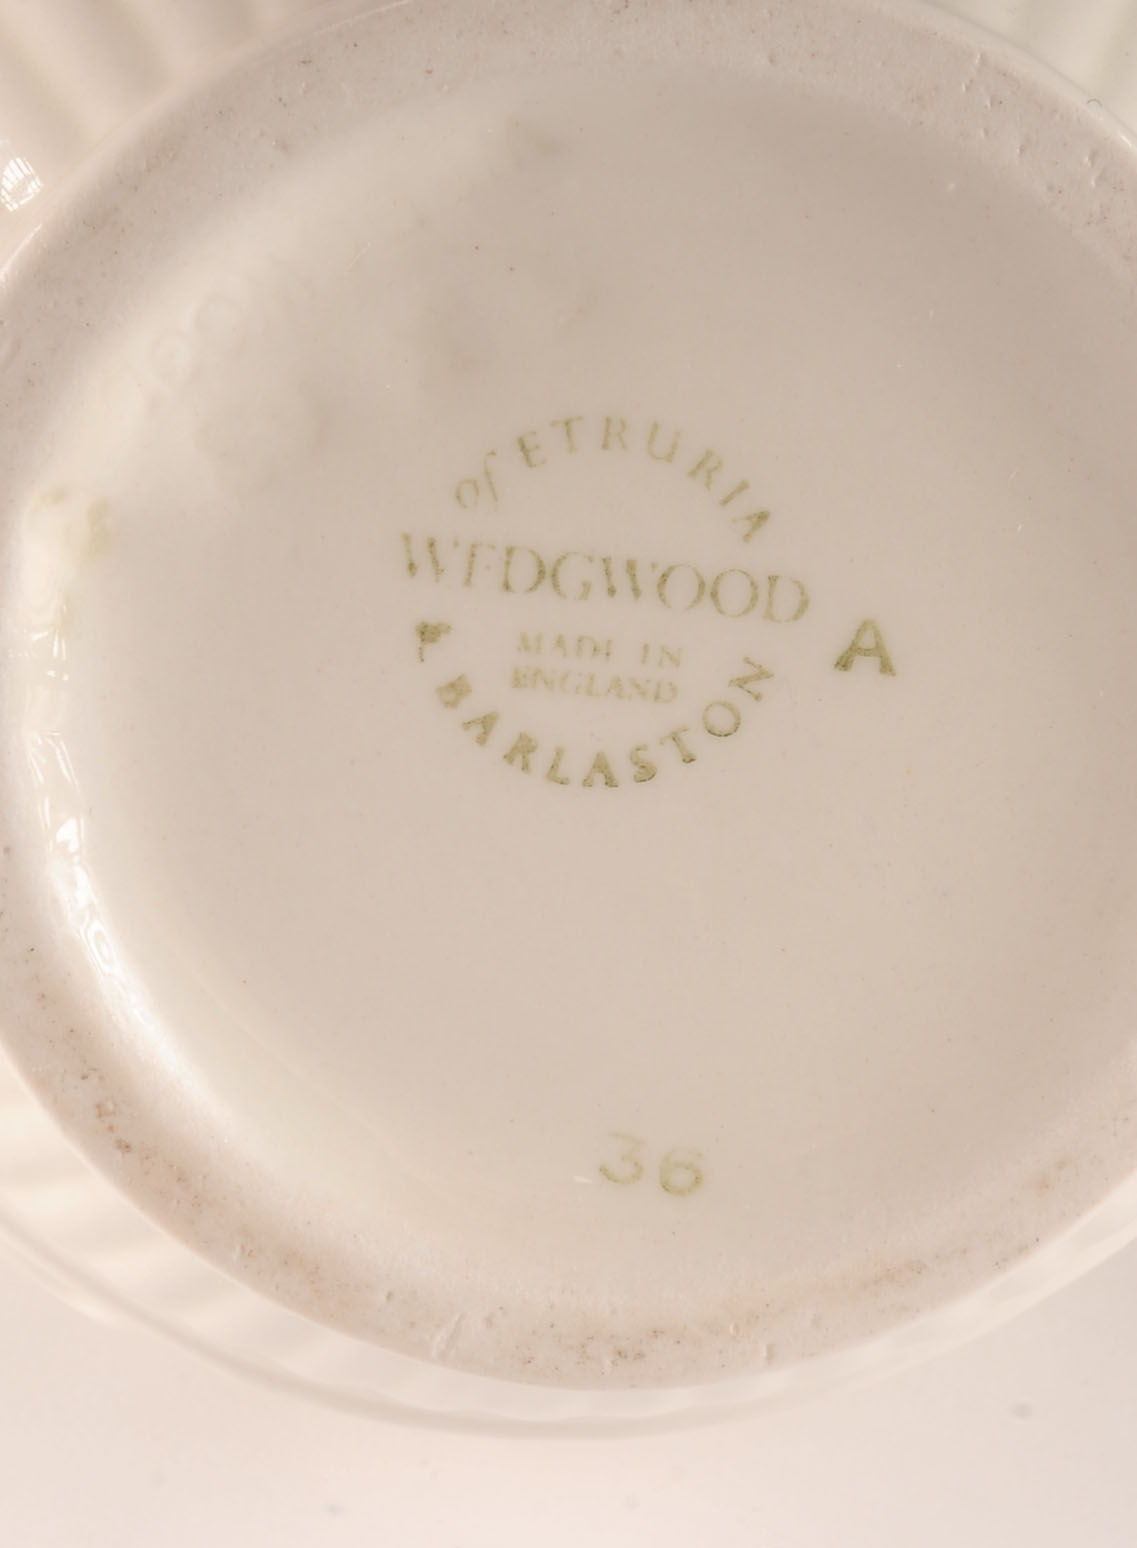 of ETRURIA
WEDGWOOD
MADE IN
ENGLAND
& BARLASTON
A
36